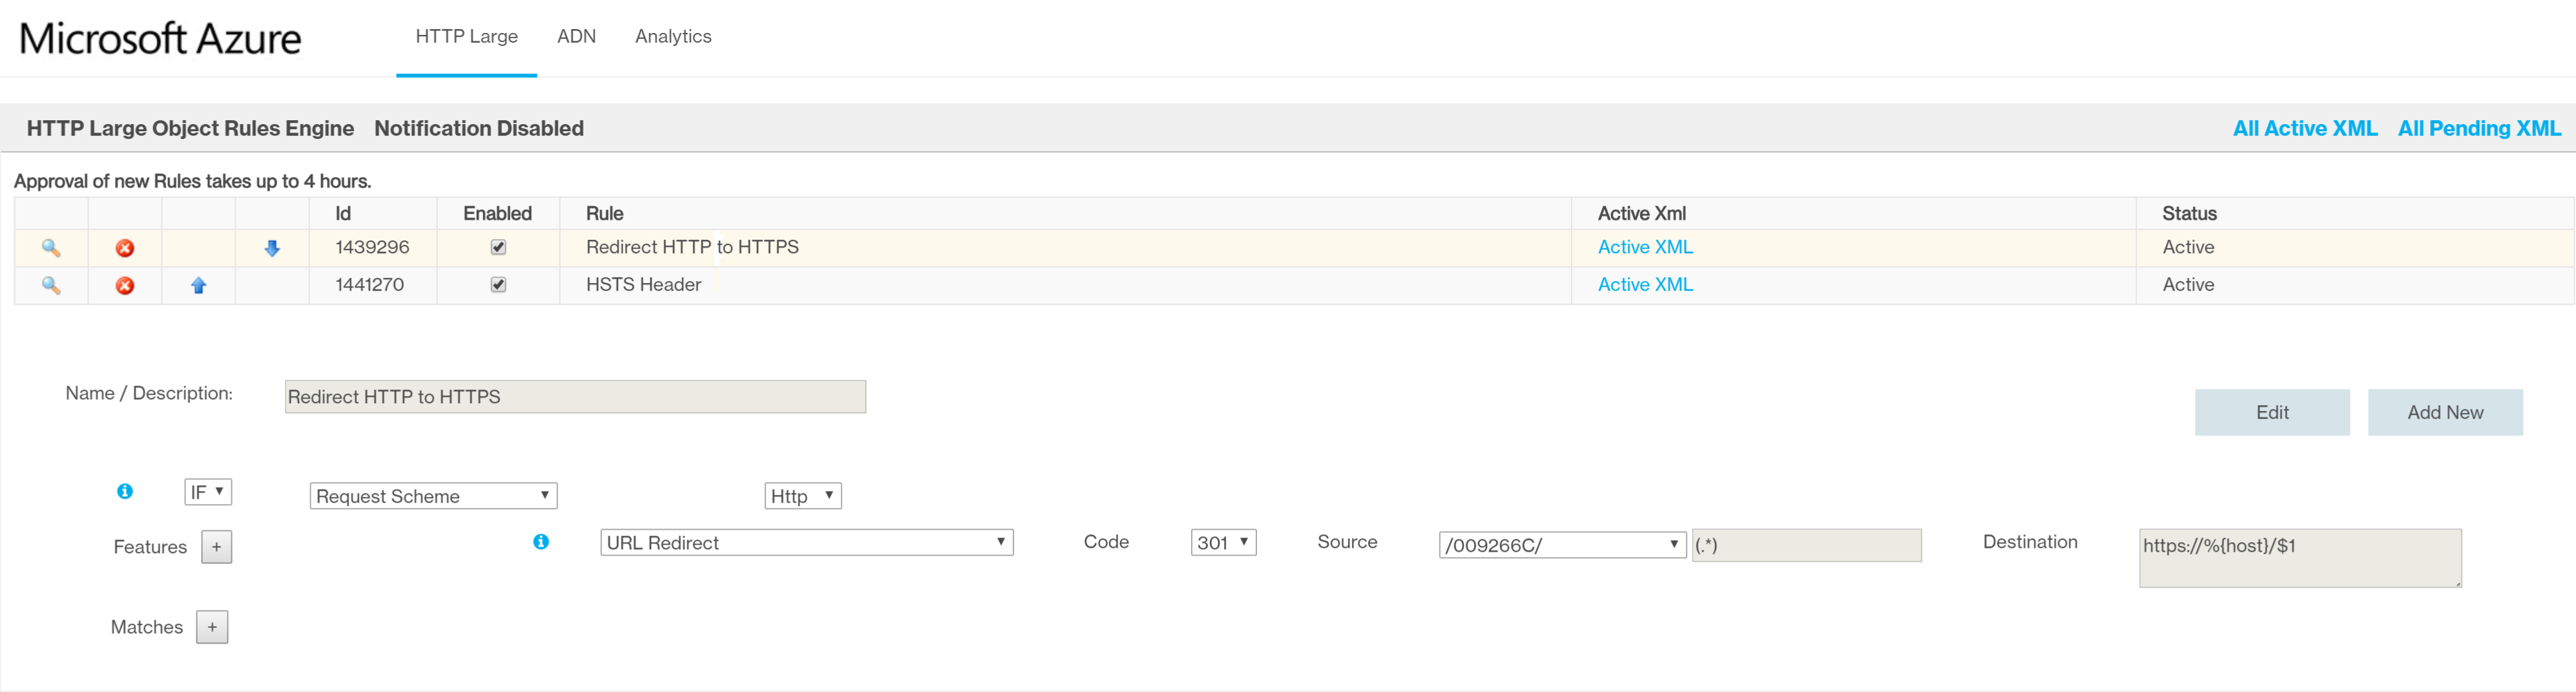 Microsoft Azure HTTP Large ADN Analytics
HTTP Large Object Rules Engine Notification Disabled All Active XML All Pending XML
Approval of new Rules takes up to 4 hours.
Id Enabled Rule Active Xml Status
1439296 Redirect HTTP to HTTPS Active XML Active
1441270 HSTS Header Active XML Active
Name / Description: Redirect HTTP to HTTPS Edit Add New
IF Request Scheme Http
Features + URL Redirect Code 301 Source /009266C/ (.*) Destination https://%{host}/$1
Matches +